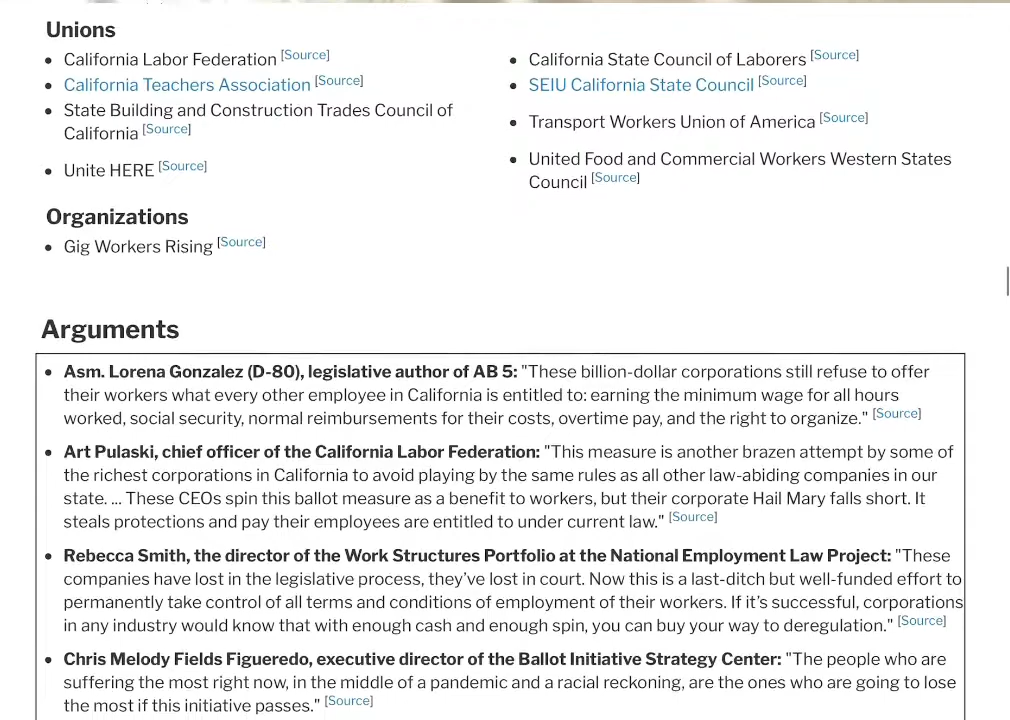 Unions
• California Labor Federation [Source]
• California Teachers Association [Source]
• State Building and Construction Trades Council of
California [Source]
• Unite HERE [Source]
• California State Council of Laborers [Source]
• SEIU California State Council [Source]
• Transport Workers Union of America [Source]
• United Food and Commercial Workers Western States
Council [Source]
Organizations
• Gig Workers Rising [Source]
Arguments
• Asm. Lorena Gonzalez (D-80), legislative author of AB 5: "These billion-dollar corporations still refuse to offer
their workers what every other employee in California is entitled to: earning the minimum wage for all hours
worked, social security, normal reimbursements for their costs, overtime pay, and the right to organize." [Source]
• Art Pulaski, chief officer of the California Labor Federation: "This measure is another brazen attempt by some of
the richest corporations in California to avoid playing by the same rules as all other law-abiding companies in our
state. ... These CEOs spin this ballot measure as a benefit to workers, but their corporate Hail Mary falls short. It
steals protections and pay their employees are entitled to under current law." [Source]
• Rebecca Smith, the director of the Work Structures Portfolio at the National Employment Law Project: "These
companies have lost in the legislative process, they've lost in court. Now this is a last-ditch but well-funded effort to
permanently take control of all terms and conditions of employment of their workers. If it's successful, corporations
in any industry would know that with enough cash and enough spin, you can buy your way to deregulation." [Source]
• Chris Melody Fields Figueredo, executive director of the Ballot Initiative Strategy Center: "The people who are
suffering the most right now, in the middle of a pandemic and a racial reckoning, are the ones who are going to lose
the most if this initiative passes." [Source]